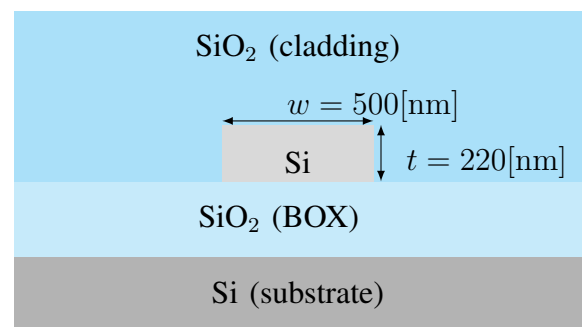 SiO₂ (cladding)
w = 500[nm]
Si
t = 220[nm]
SiO₂ (BOX)
Si (substrate)